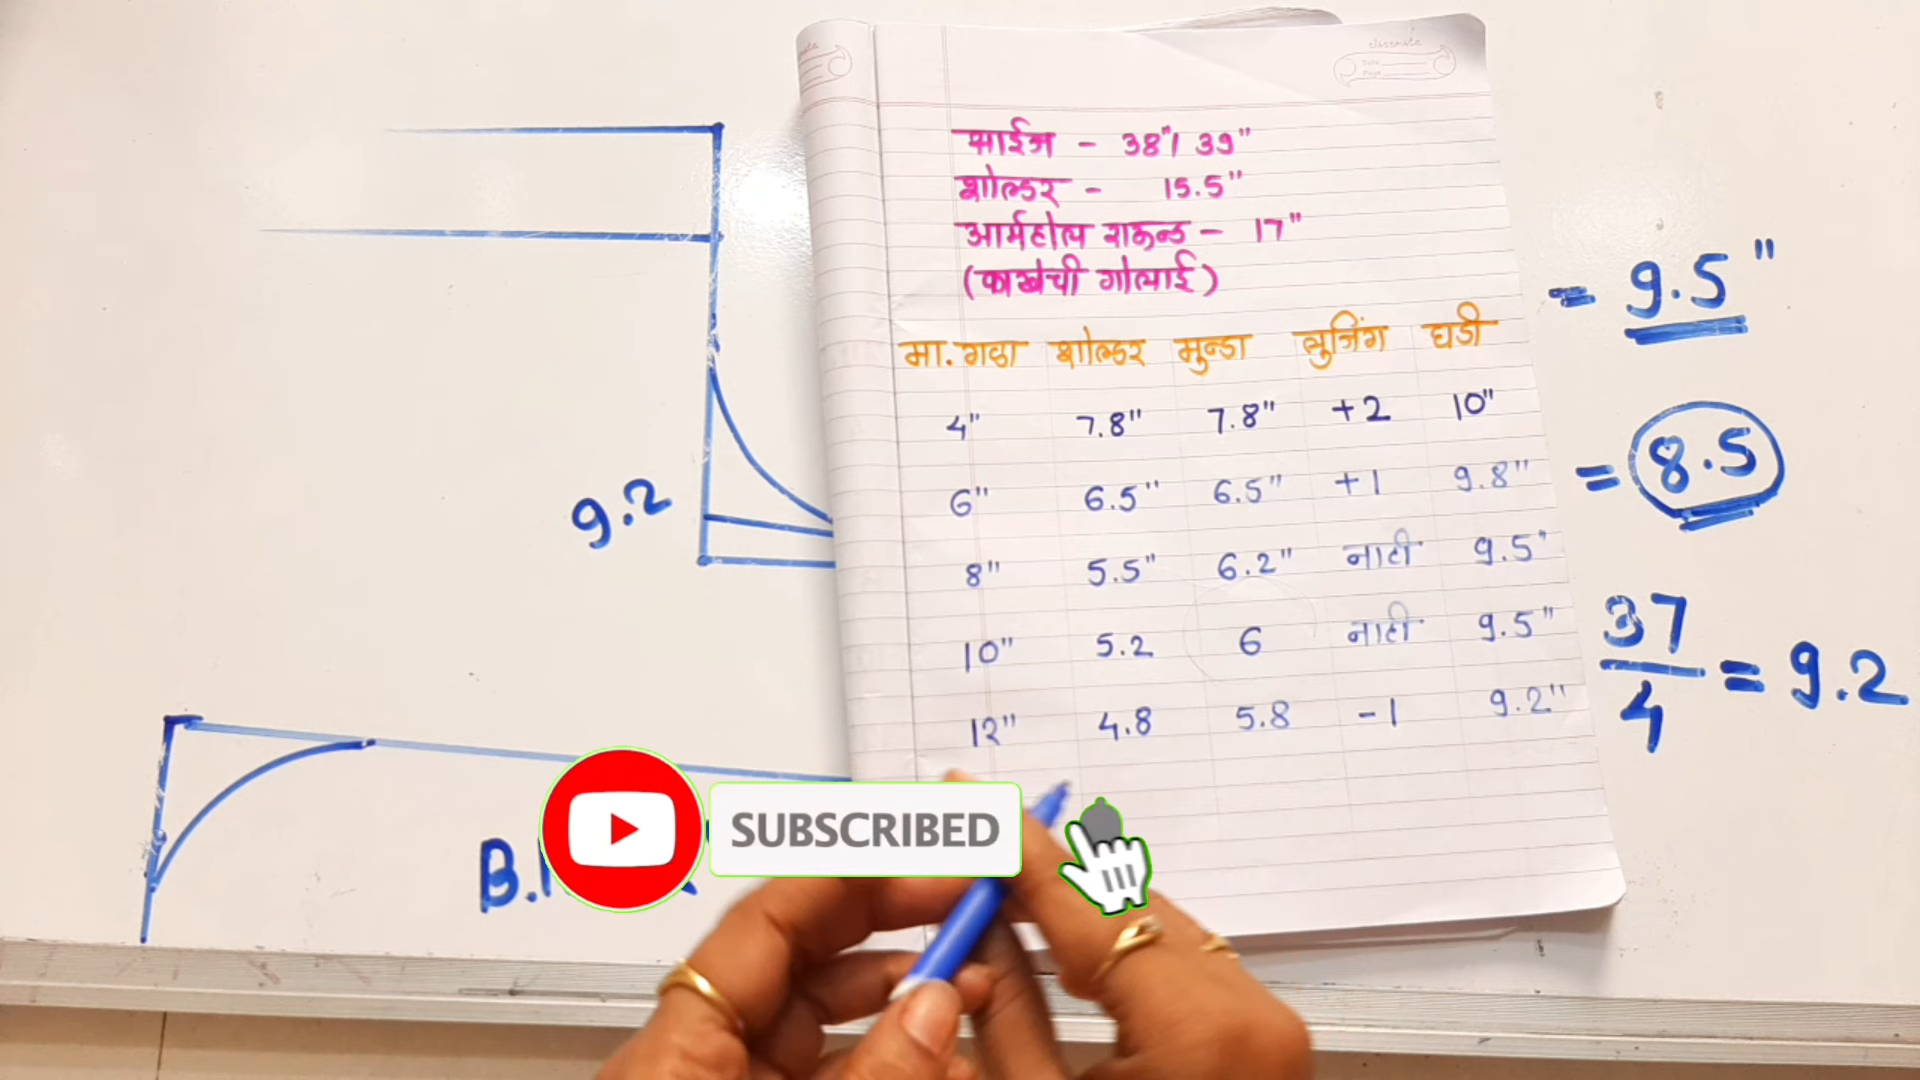 classmate
Date
Page
साईज - 38"/ 39"
शोल्डर - 15.5"
आर्महोल राऊन्ड - 17"
(काखेची गोलाई)
मा. गळा शोल्डर मुन्डा लुजिंग घडी
4" 7.8" 7.8" +2 10"
6" 6.5" 6.5" +1 9.8"
8" 5.5" 6.2" नाही 9.5"
10" 5.2 6 नाही 9.5"
12" 4.8 5.8 -1 9.2"
= 9.5"
= 8.5
37/4 = 9.2
9.2
SUBSCRIBED